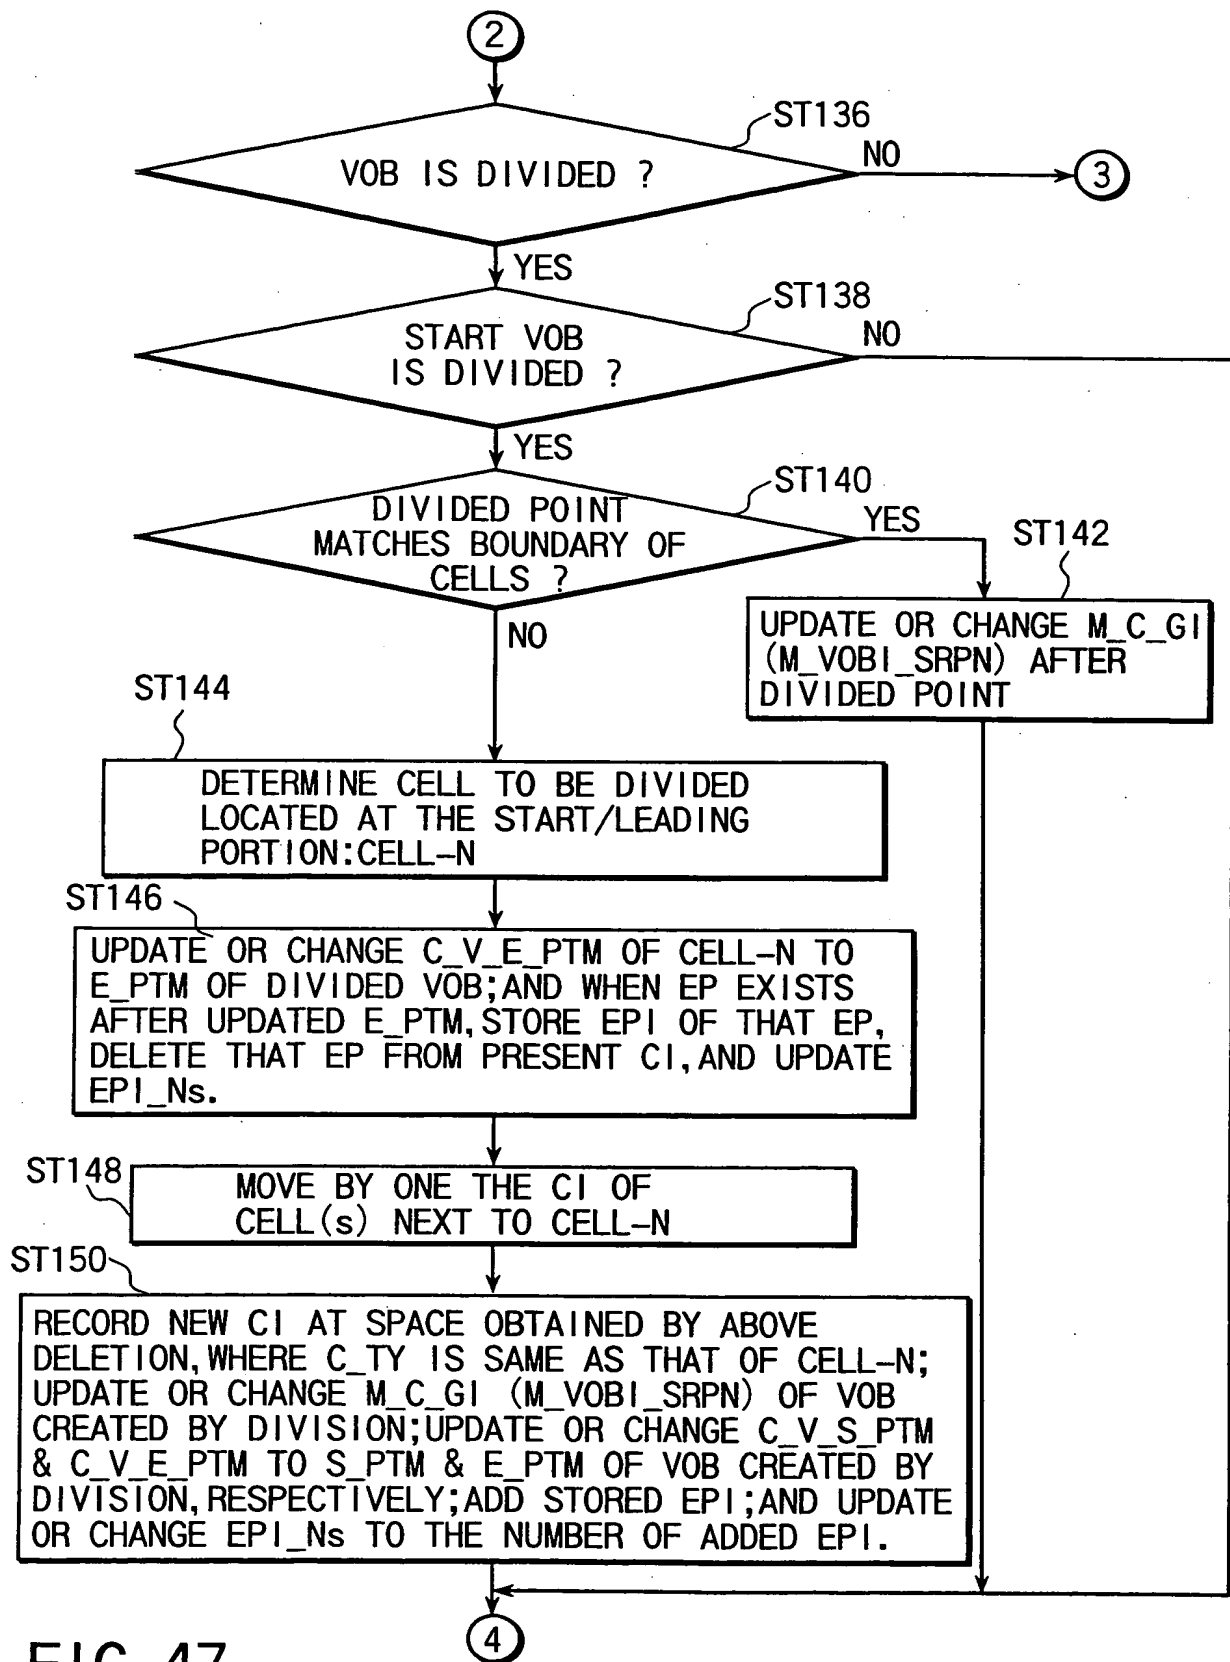 2
ST136
VOB IS DIVIDED ?
NO
3
YES
ST138
START VOB
IS DIVIDED ?
NO
YES
ST140
DIVIDED POINT
MATCHES BOUNDARY OF
CELLS ?
YES
ST142
NO
UPDATE OR CHANGE M_C_GI
(M_VOBI_SRPN) AFTER
DIVIDED POINT
ST144
DETERMINE CELL TO BE DIVIDED
LOCATED AT THE START/LEADING
PORTION:CELL-N
ST146
UPDATE OR CHANGE C_V_E_PTM OF CELL-N TO
E_PTM OF DIVIDED VOB;AND WHEN EP EXISTS
AFTER UPDATED E_PTM,STORE EPI OF THAT EP,
DELETE THAT EP FROM PRESENT CI,AND UPDATE
EPI_Ns.
ST148
MOVE BY ONE THE CI OF
CELL(s) NEXT TO CELL-N
ST150
RECORD NEW CI AT SPACE OBTAINED BY ABOVE
DELETION,WHERE C_TY IS SAME AS THAT OF CELL-N;
UPDATE OR CHANGE M_C_GI (M_VOBI_SRPN) OF VOB
CREATED BY DIVISION;UPDATE OR CHANGE C_V_S_PTM
& C_V_E_PTM TO S_PTM & E_PTM OF VOB CREATED BY
DIVISION,RESPECTIVELY;ADD STORED EPI;AND UPDATE
OR CHANGE EPI_Ns TO THE NUMBER OF ADDED EPI.
4
FIG. 47